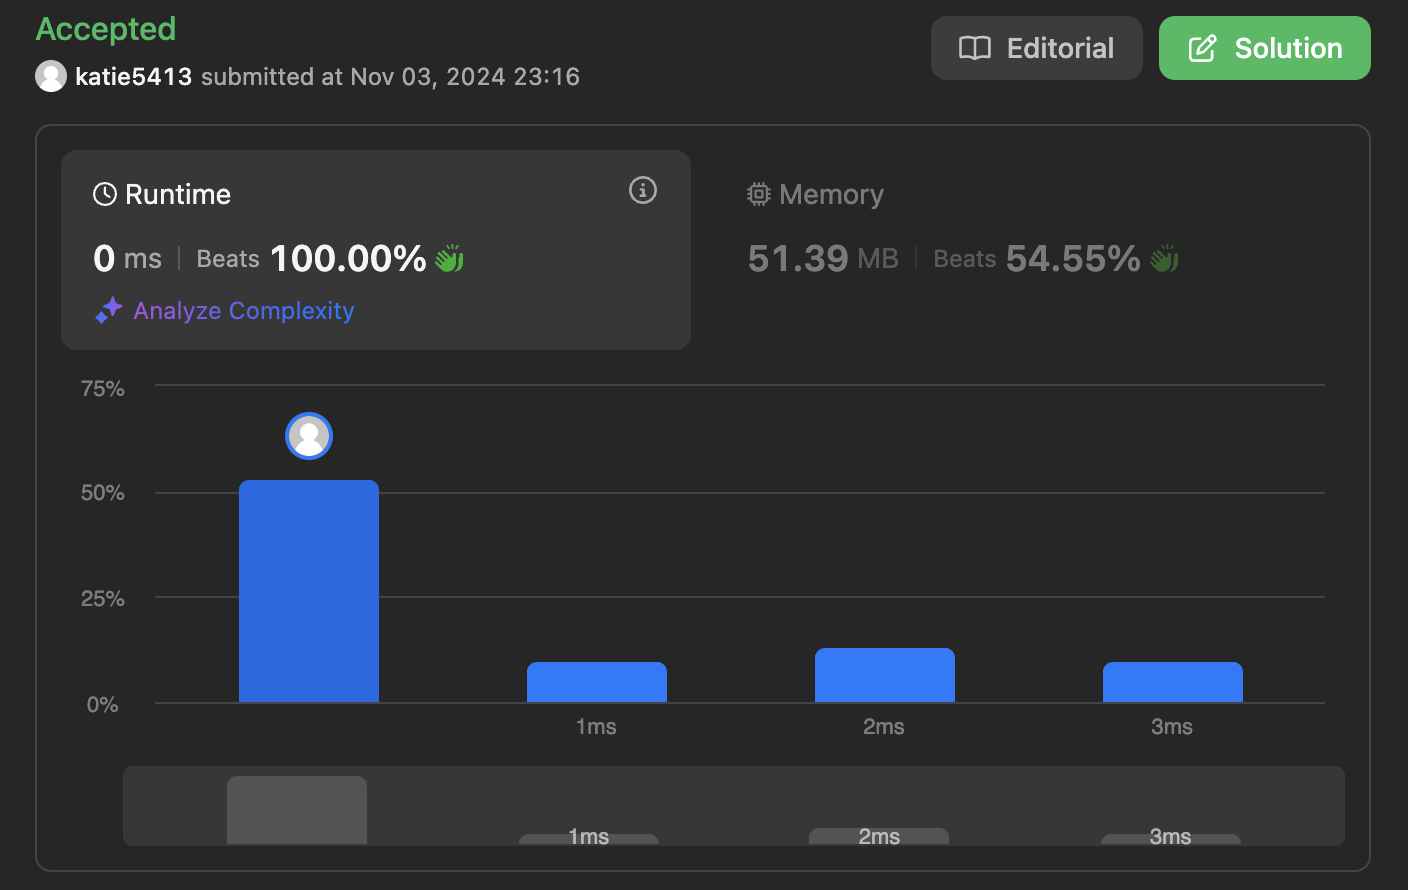 Accepted
Editorial
Solution
katie5413 submitted at Nov 03, 2024 23:16
Runtime
Memory
0 ms | Beats 100.00%
51.39 MB | Beats 54.55%
Analyze Complexity
75%
50%
25%
0%
1ms 2ms 3ms
1ms 2ms 3ms